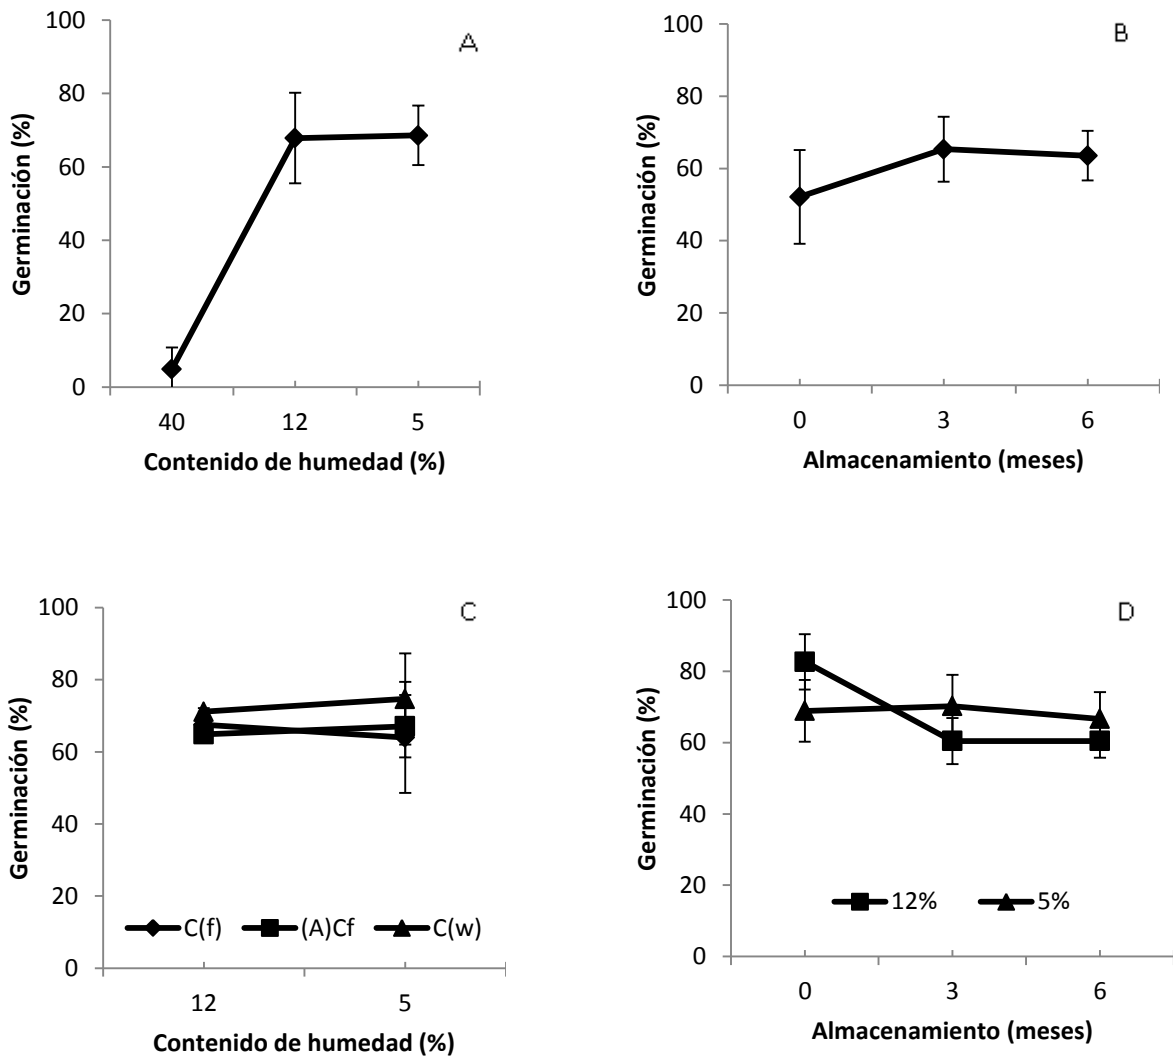 A
Germinación (%)
100
80
60
40
20
0
40 12 5
Contenido de humedad (%)
B
Germinación (%)
100
80
60
40
20
0
0 3 6
Almacenamiento (meses)
C
Germinación (%)
100
80
60
40
20
0
C(f) (A)Cf C(w)
12 5
Contenido de humedad (%)
D
Germinación (%)
100
80
60
40
20
0
12% 5%
0 3 6
Almacenamiento (meses)